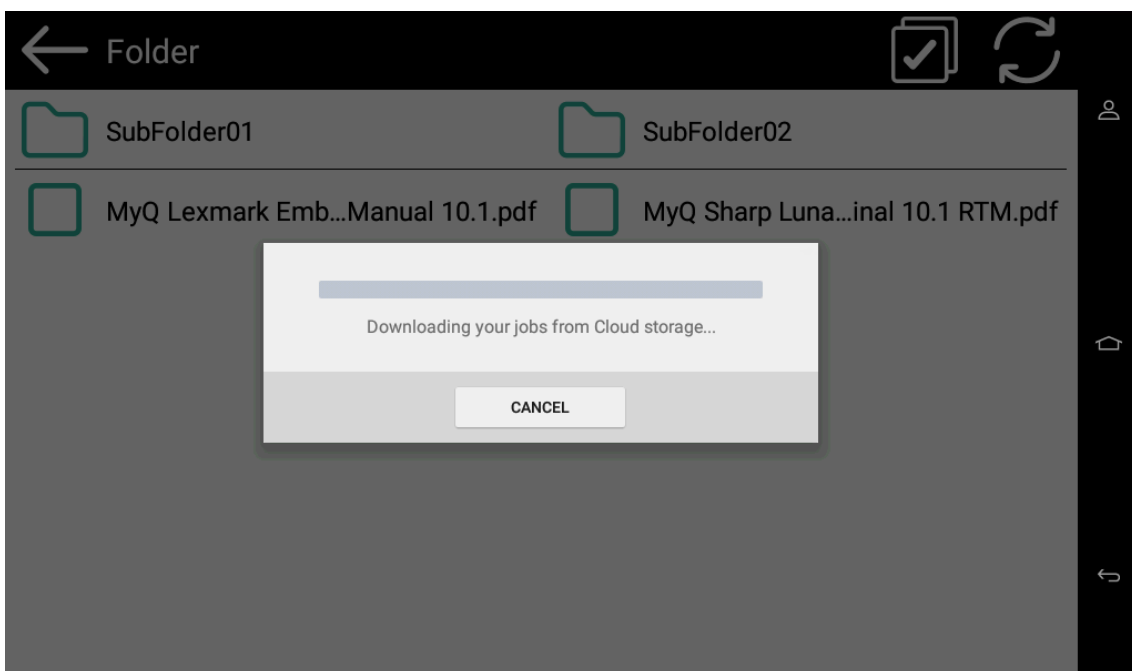 Folder
SubFolder01
SubFolder02
MyQ Lexmark Emb...Manual 10.1.pdf
MyQ Sharp Luna...inal 10.1 RTM.pdf
Downloading your jobs from Cloud storage...
CANCEL